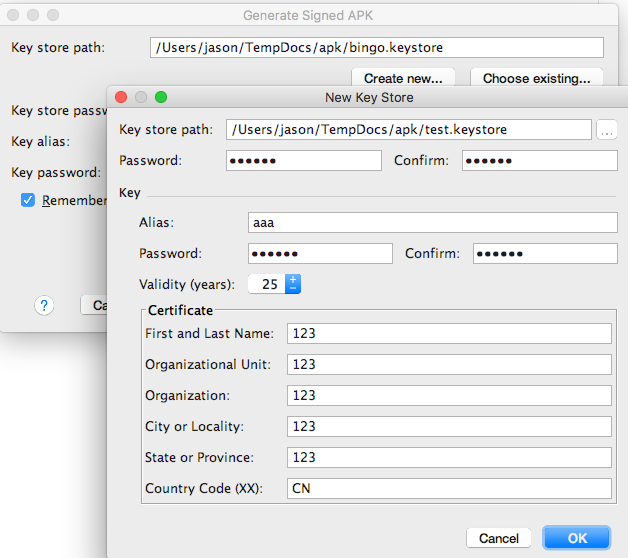 Generate Signed APK
Key store path: /Users/jason/TempDocs/apk/bingo.keystore
Create new... Choose existing...
Key store passw
Key alias:
Key password:
Remember
? Ca
New Key Store
Key store path: /Users/jason/TempDocs/apk/test.keystore ...
Password: •••••• Confirm: ••••••
Key
Alias: aaa
Password: •••••• Confirm: ••••••
Validity (years): 25
Certificate
First and Last Name: 123
Organizational Unit: 123
Organization: 123
City or Locality: 123
State or Province: 123
Country Code (XX): CN
Cancel OK